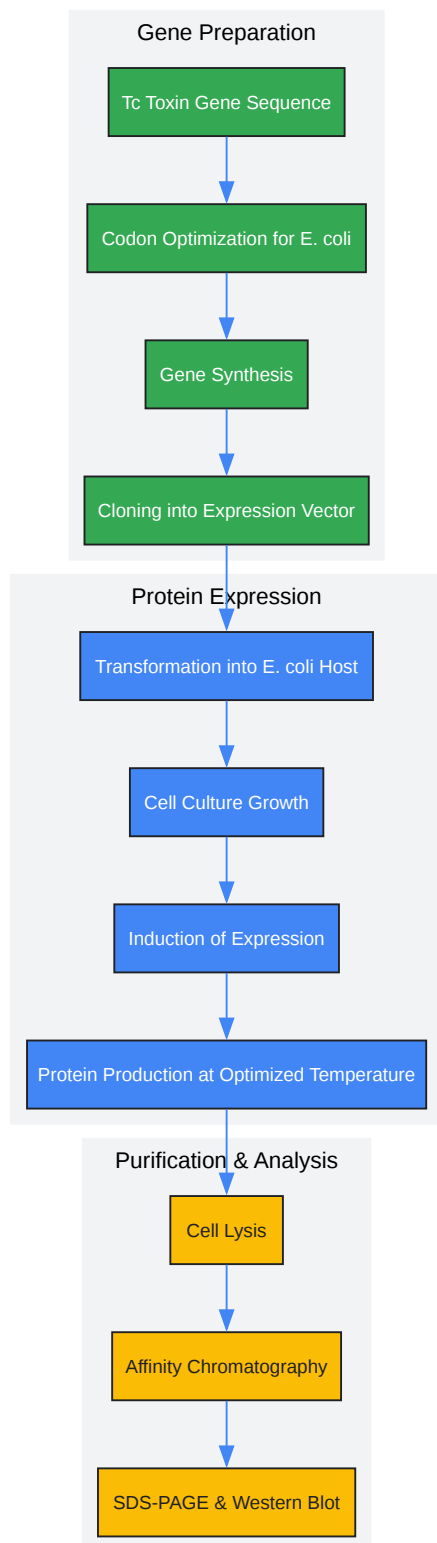 Gene Preparation
Tc Toxin Gene Sequence
Codon Optimization for E. coli
Gene Synthesis
Cloning into Expression Vector
Protein Expression
Transformation into E. coli Host
Cell Culture Growth
Induction of Expression
Protein Production at Optimized Temperature
Purification & Analysis
Cell Lysis
Affinity Chromatography
SDS-PAGE & Western Blot